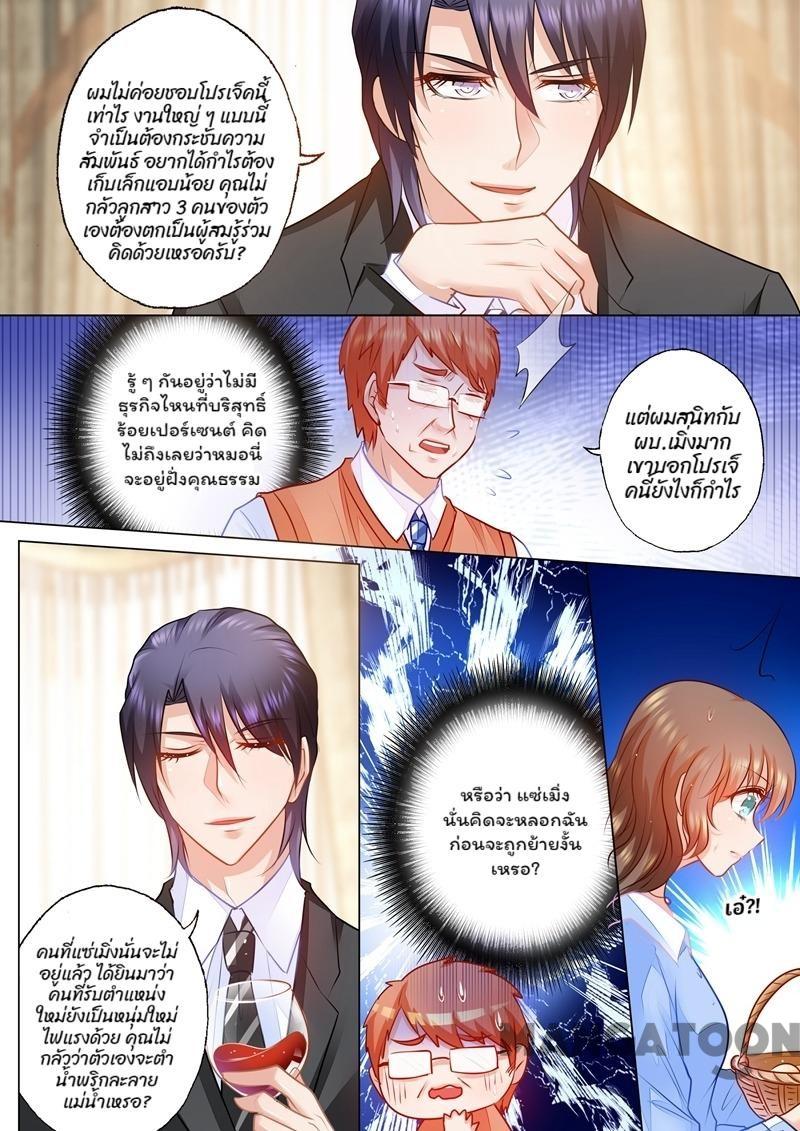 ผมไม่ค่อยชอบโปรเจ็คนี้
เท่าไร งานใหญ่ ๆ แบบนี้
จำเป็นต้องกระชับความ
สัมพันธ์ อยากได้กำไรต้อง
เก็บเล็กแอบน้อย คุณไม่
กลัวลูกสาว 3 คนของตัว
เองต้องตกเป็นผู้สมรู้ร่วม
คิดด้วยเหรอครับ?
รู้ ๆ กันอยู่ว่าไม่มี
ธุรกิจไหนที่บริสุทธิ์
ร้อยเปอร์เซนต์ คิด
ไม่ถึงเลยว่าหมอนี่
จะอยู่ฝั่งคุณธรรม
แต่ผมสนิทกับ
ผบ.เมิ่งมาก
เขาบอกโปรเจ็
คนี้ยังไงก็กำไร
หรือว่า แซ่เมิ่ง
นั่นคิดจะหลอกฉัน
ก่อนจะถูกย้ายงั้น
เหรอ?
เอ๋?!
คนที่แซ่เมิ่งนั่นจะไม่
อยู่แล้ว ได้ยินมาว่า
คนที่รับตำแหน่ง
ใหม่ยังเป็นหนุ่มใหม่
ไฟแรงด้วย คุณไม่
กลัวว่าตัวเองจะตำ
น้ำพริกละลาย
แม่น้ำเหรอ?
MANGATOON